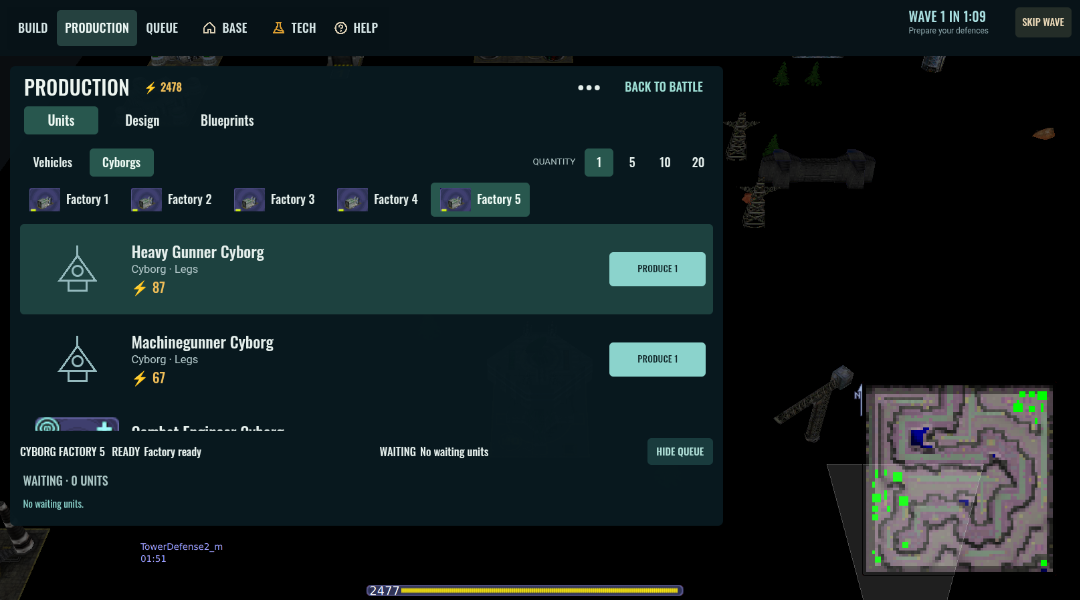 BUILD PRODUCTION QUEUE BASE TECH HELP
WAVE 1 IN 1:09
Prepare your defences
SKIP WAVE
PRODUCTION 2478
BACK TO BATTLE
Units Design Blueprints
Vehicles Cyborgs
QUANTITY 1 5 10 20
Factory 1 Factory 2 Factory 3 Factory 4 Factory 5
Heavy Gunner Cyborg
Cyborg · Legs
87
PRODUCE 1
Machinegunner Cyborg
Cyborg · Legs
67
PRODUCE 1
Combat Engineer Cyborg
CYBORG FACTORY 5 READY Factory ready
WAITING No waiting units
HIDE QUEUE
WAITING · 0 UNITS
No waiting units.
TowerDefense2_m
01:51
2477
N